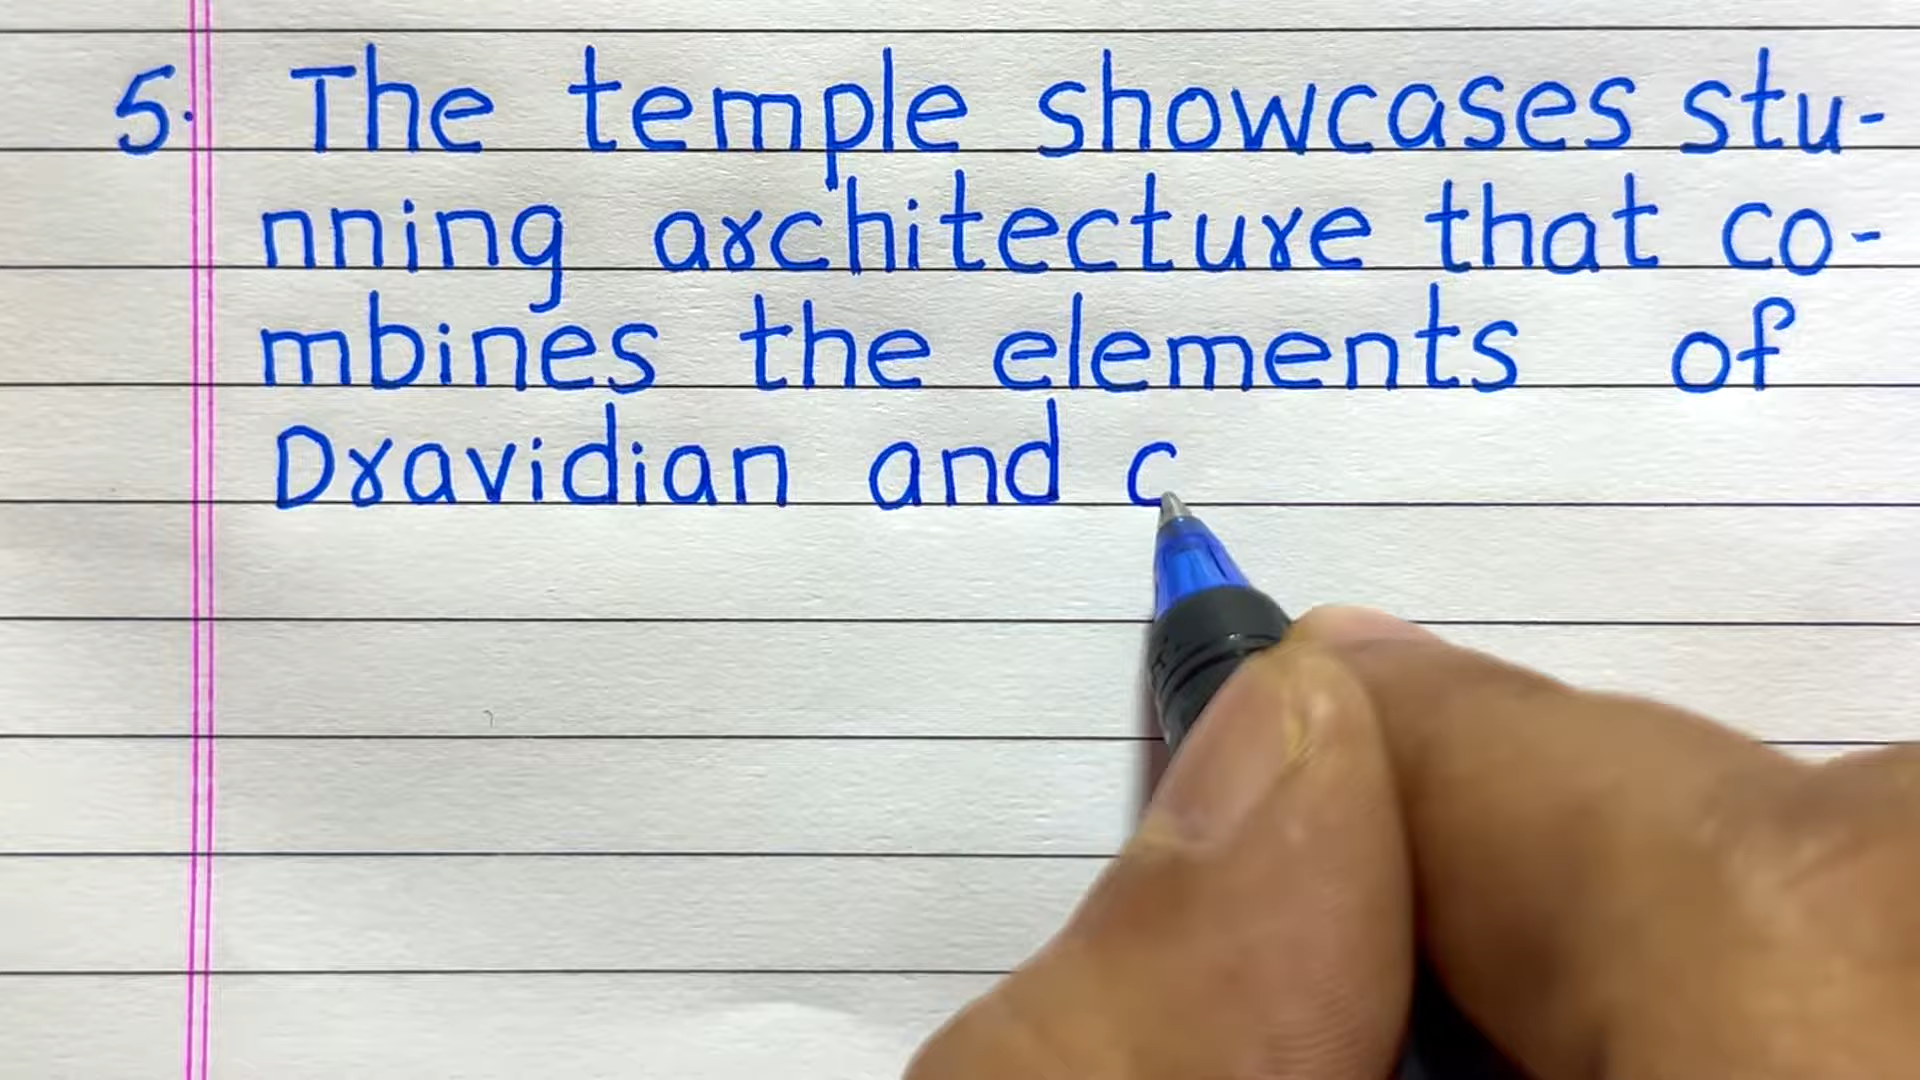 5. The temple showcases stu-
nning architecture that co-
mbines the elements of
Dravidian and c